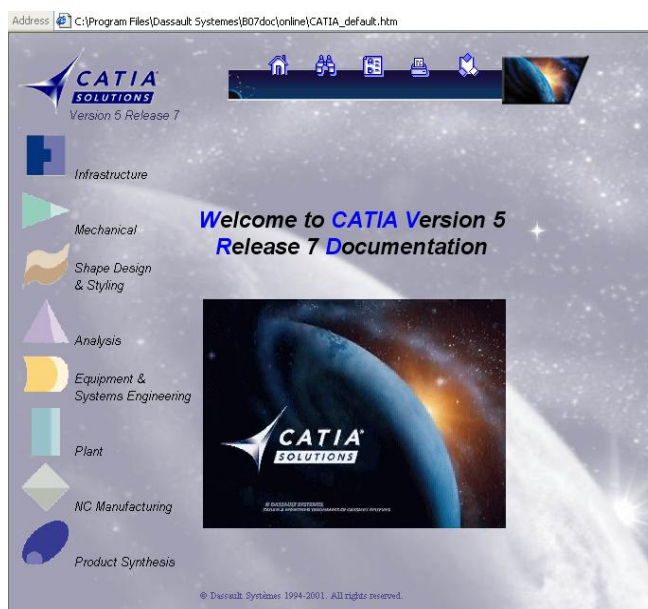 Address C:\Program Files\Dassault Systemes\B07doc\online\CATIA_default.htm
CATIA
SOLUTIONS
Version 5 Release 7
Infrastructure
Mechanical
Shape Design
& Styling
Analysis
Equipment &
Systems Engineering
Plant
NC Manufacturing
Product Synthesis
Welcome to CATIA Version 5
Release 7 Documentation
CATIA®
SOLUTIONS
© DASSAULT SYSTEMES
© Dassault Systèmes 1994-2001. All rights reserved.